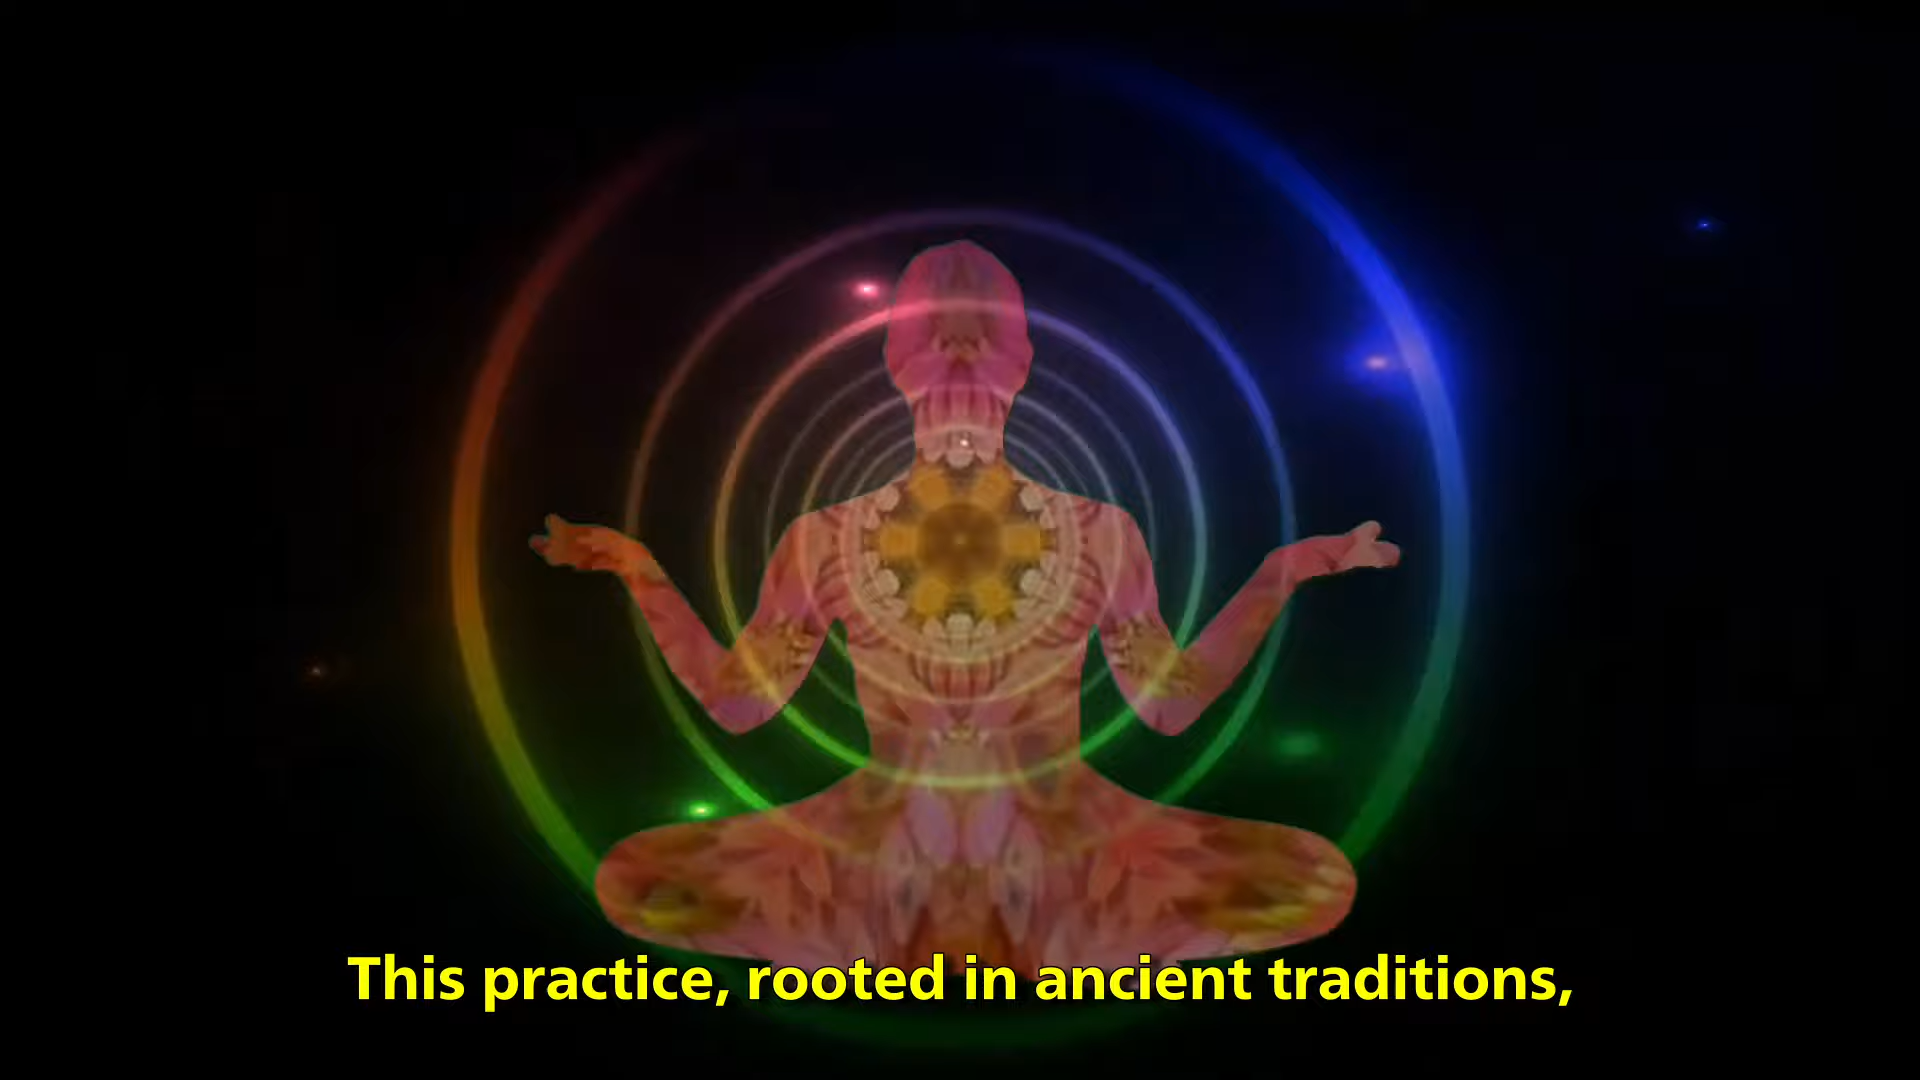 This practice, rooted in ancient traditions,